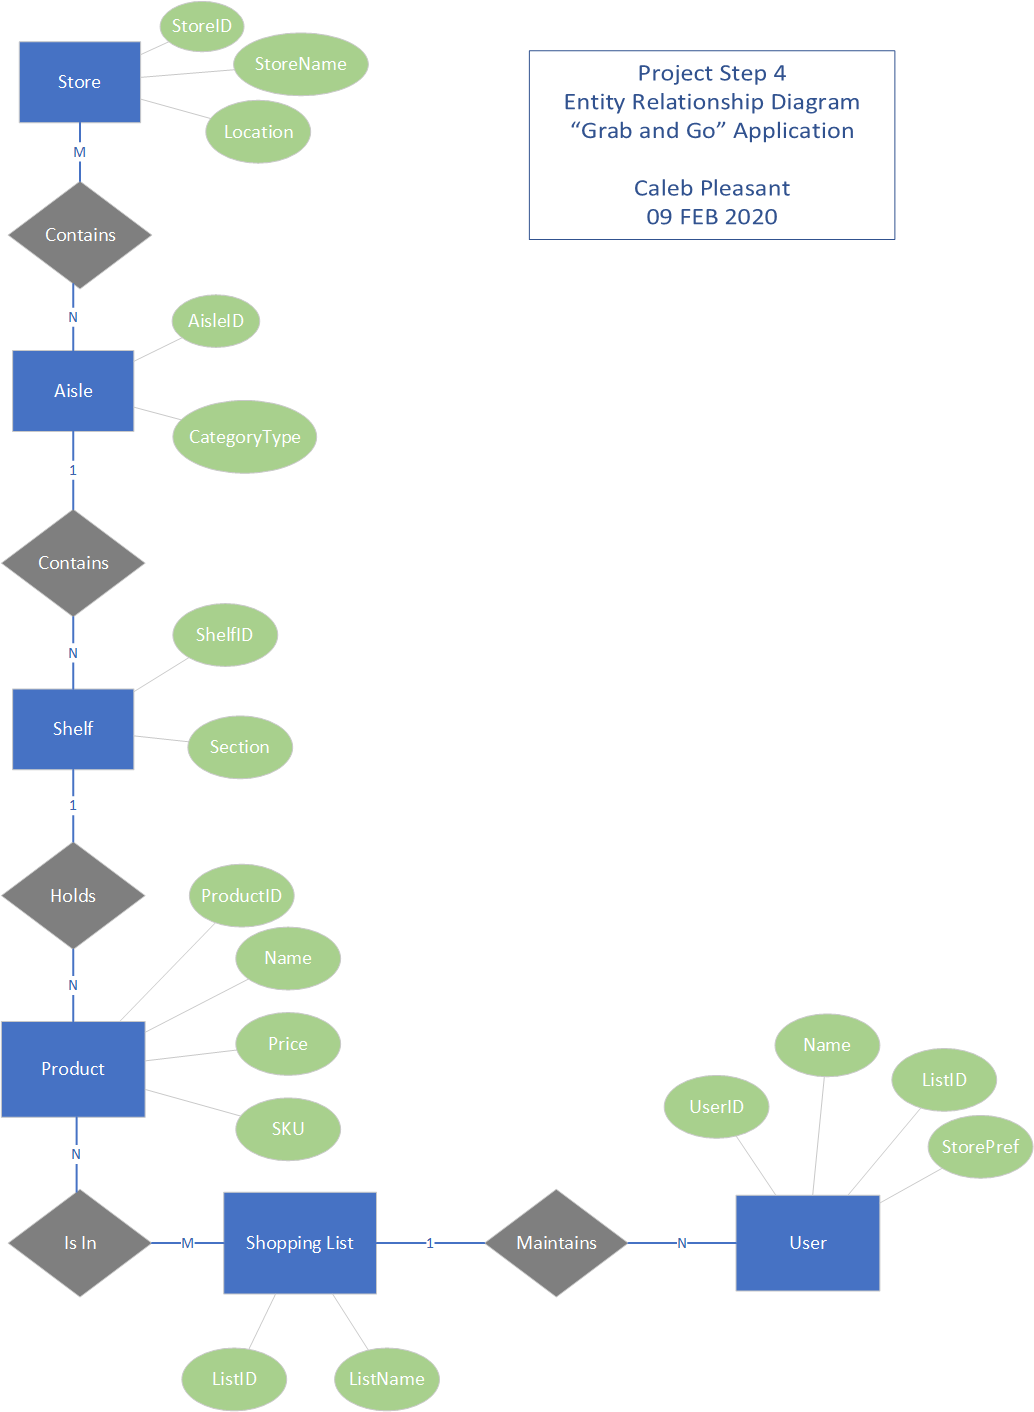 StoreID
Store
StoreName
Location
Project Step 4
Entity Relationship Diagram
“Grab and Go” Application
Caleb Pleasant
09 FEB 2020
M
Contains
N
AisleID
Aisle
CategoryType
1
Contains
N
ShelfID
Shelf
Section
1
Holds
N
ProductID
Name
Price
Product
SKU
N
Is In
M
Shopping List
1
Maintains
N
User
UserID
Name
ListID
StorePref
ListID
ListName